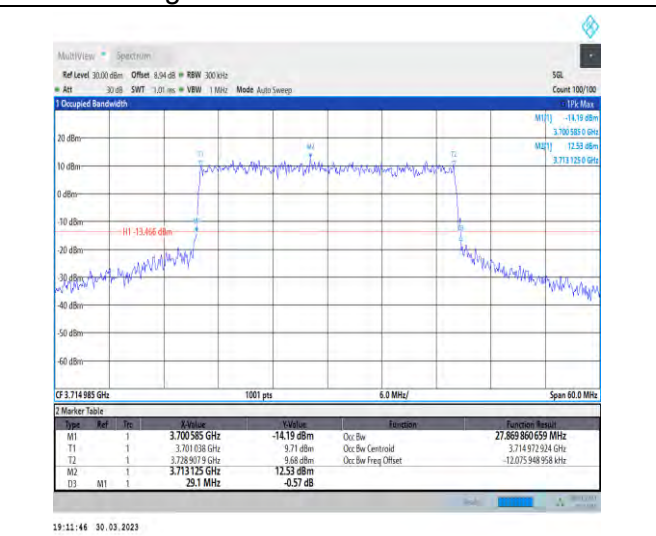 MultiView Spectrum
Ref Level 30.00 dBm Offset 8.94 dB RBW 300 kHz SGL
Att 30 dB SWT 1.01 ms VBW 1 MHz Mode Auto Sweep Count 100/100
1 Occupied Bandwidth 1Pk Max
M1[1] -14.19 dBm
3.700 585 0 GHz
M2[1] 12.53 dBm
3.713 125 0 GHz
20 dBm
T1 M2 T2
10 dBm
0 dBm
-10 dBm
H1 -13.466 dBm
-20 dBm
-30 dBm
-40 dBm
-50 dBm
-60 dBm
CF 3.714 985 GHz 1001 pts 6.0 MHz/ Span 60.0 MHz
2 Marker Table
Type Ref Trc X-Value Y-Value Function Function Result
M1 1 3.700 585 GHz -14.19 dBm Occ Bw 27.869 860 659 MHz
T1 1 3.701 038 GHz 9.71 dBm Occ Bw Centroid 3.714 972 924 GHz
T2 1 3.728 907 9 GHz 9.68 dBm Occ Bw Freq Offset -12.075 948 958 kHz
M2 1 3.713 125 GHz 12.53 dBm
D3 M1 1 29.1 MHz -0.57 dB
19:11:46 30.03.2023